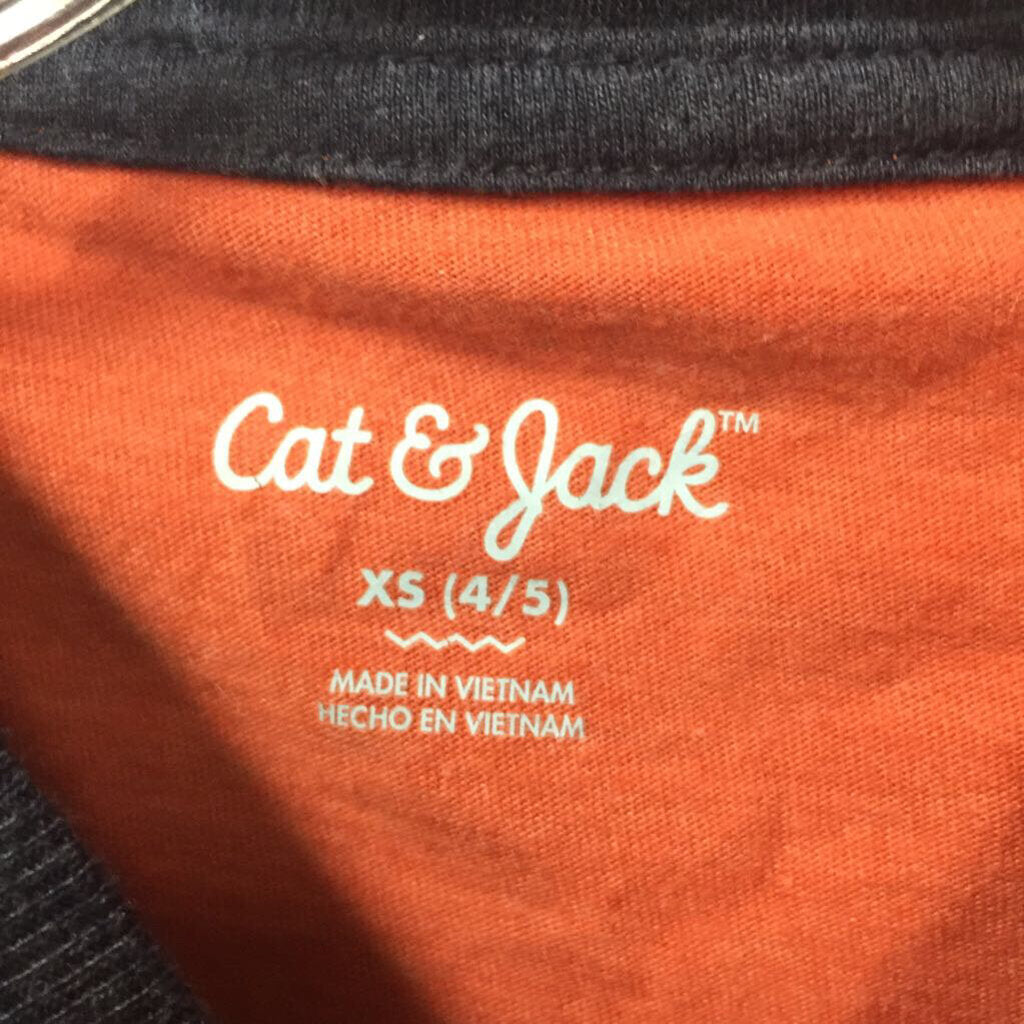 Cat & Jack™
XS (4/5)
MADE IN VIETNAM
HECHO EN VIETNAM